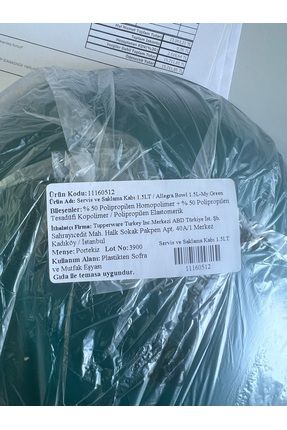 Ürün Kodu:11160512
Ürün Adı: Servis ve Saklama Kabı 1.5LT / Allegra Bowl 1.5L-My Green
Bileşenler: % 50 Polipropilen Homopolimer + % 50 Polipropilen
Tesadüfi Kopolimer / Polipropilen Elastomerik
İthalatçı Firma: Tupperware Turkey Inc Merkezi ABD Türkiye İst. Şb.
Sahrayıcedit Mah. Halk Sokak Pakpen Apt. 40A/1 Merkez
Kadıköy / İstanbul
Menşe: Portekiz Lot No:3900
Kullanım Alanı: Plastikten Sofra
ve Mutfak Eşyası
Gıda ile temasa uygundur.
Servis ve Saklama Kabı 1.5LT
11160512